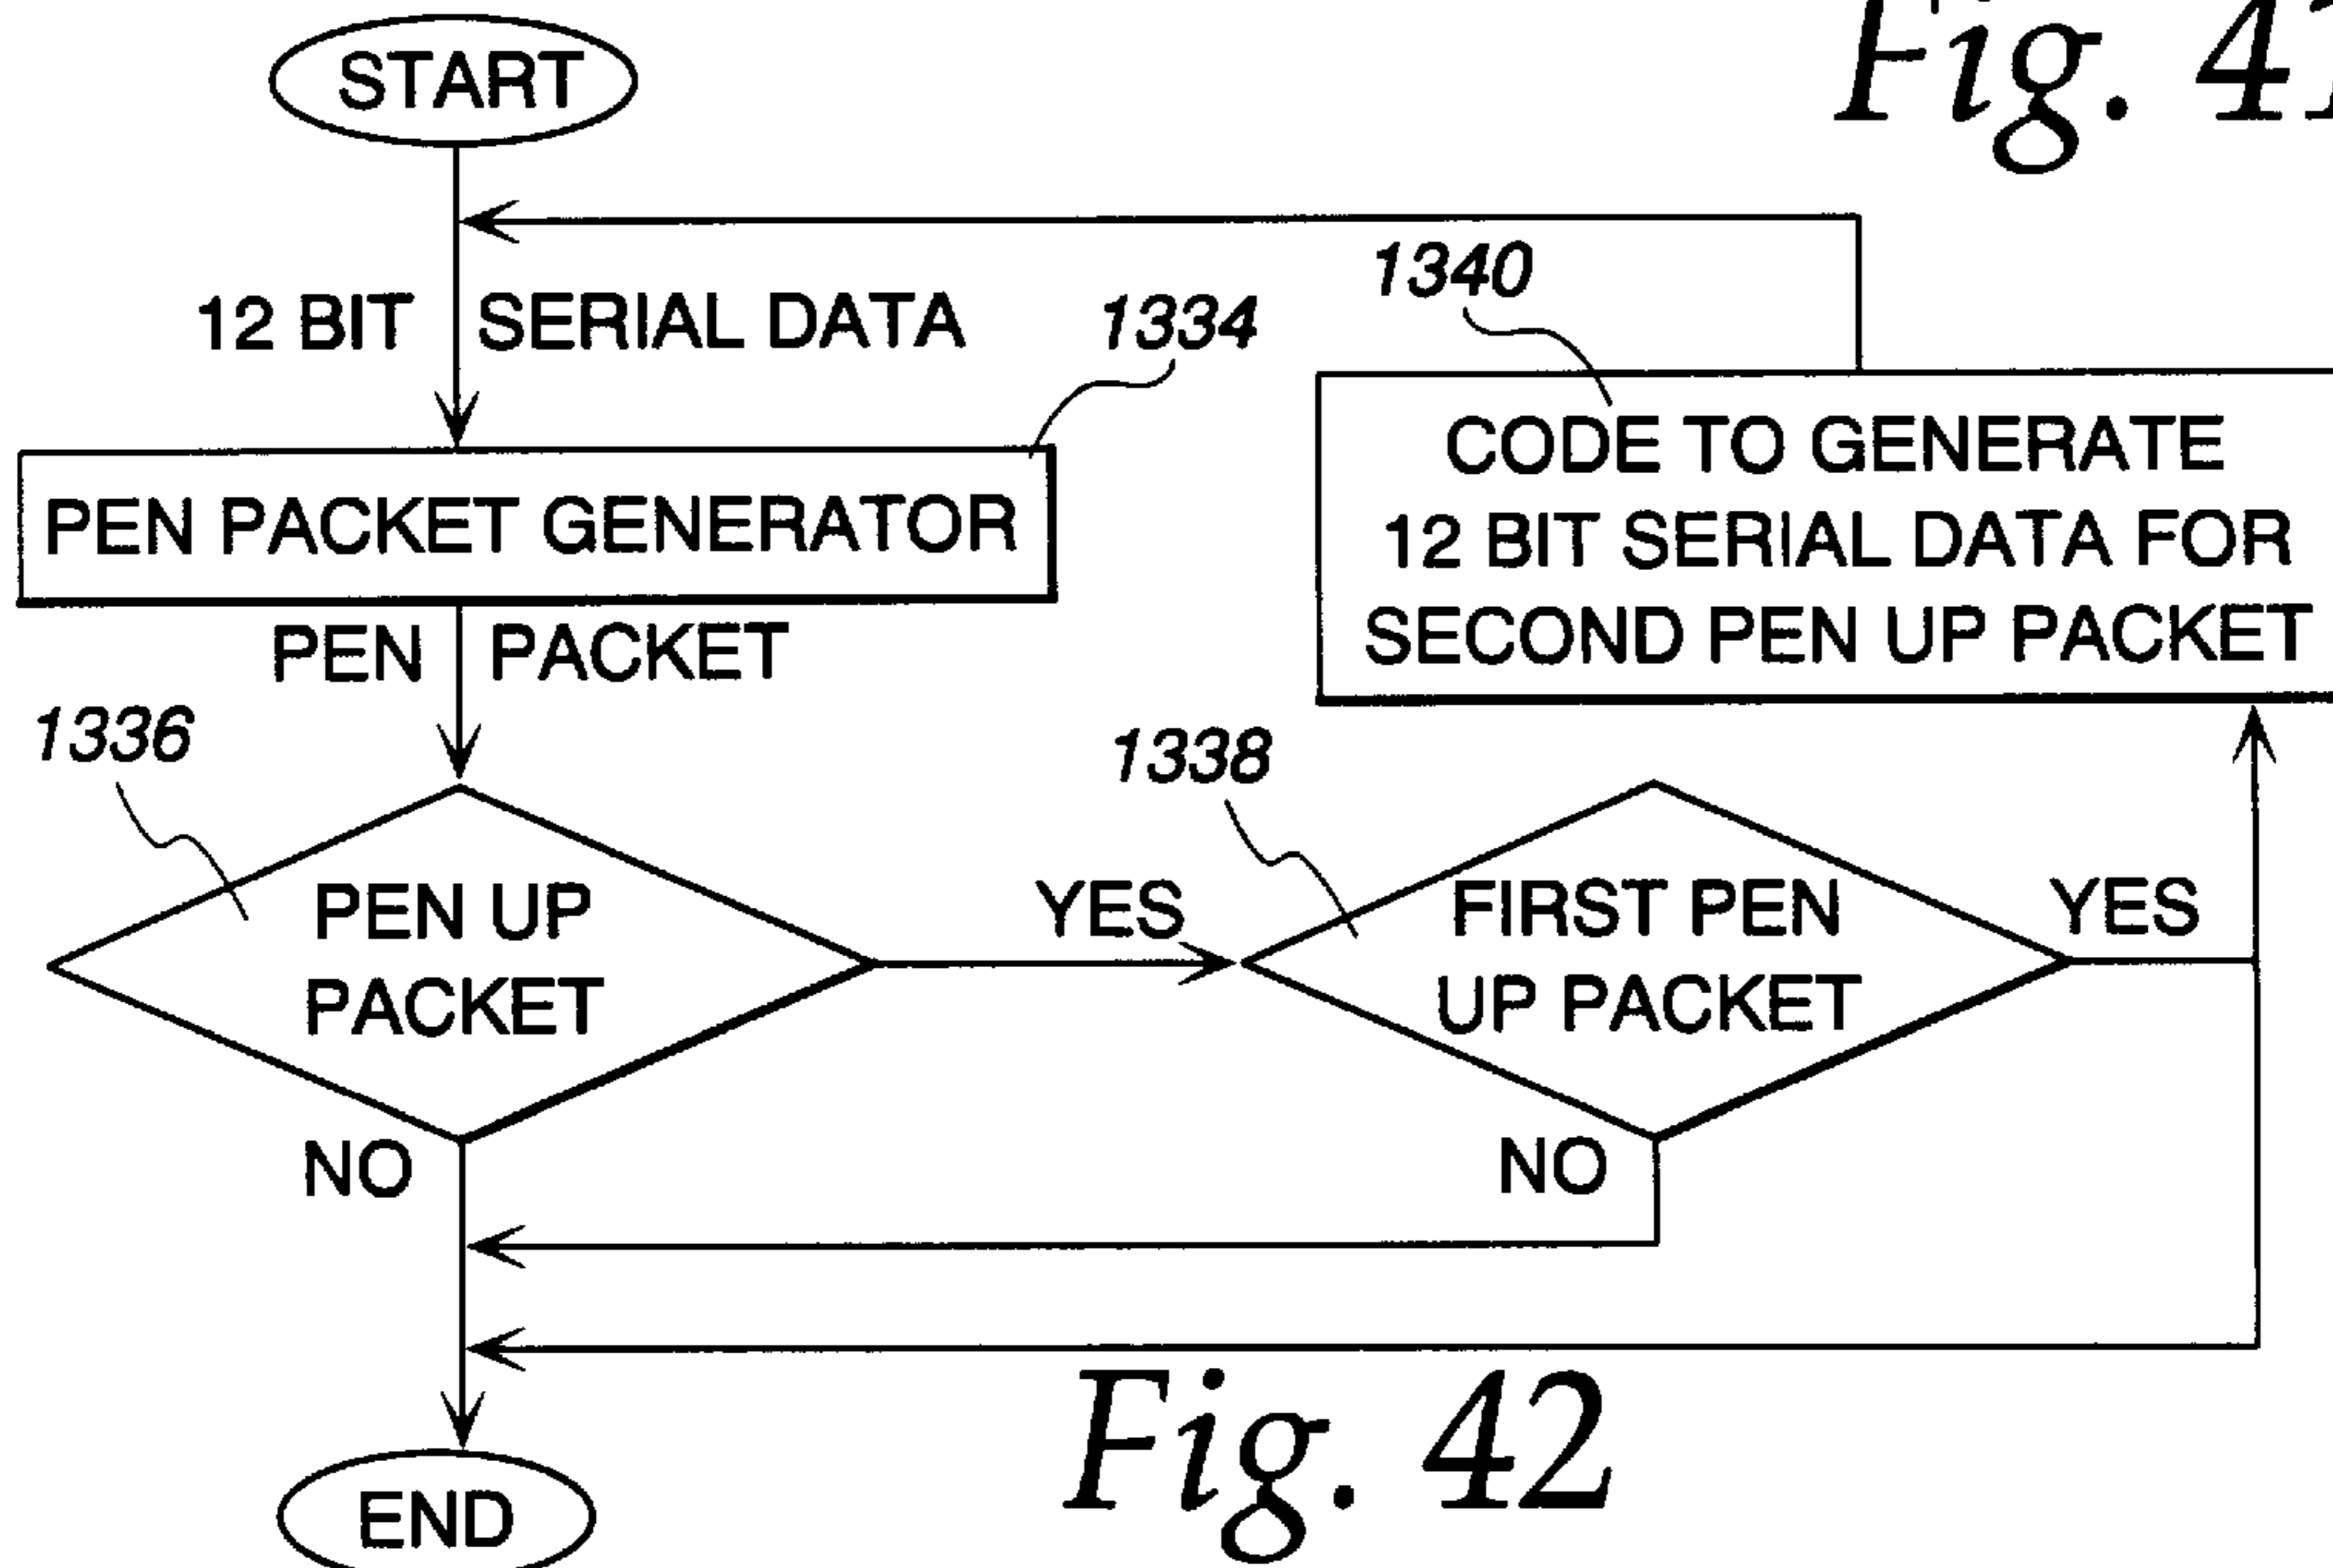 START
Fig. 41
12 BIT SERIAL DATA
1334
1340
PEN PACKET GENERATOR
CODE TO GENERATE
12 BIT SERIAL DATA FOR
SECOND PEN UP PACKET
PEN PACKET
1336
1338
PEN UP
PACKET
YES
FIRST PEN
UP PACKET
YES
NO
NO
END
Fig. 42